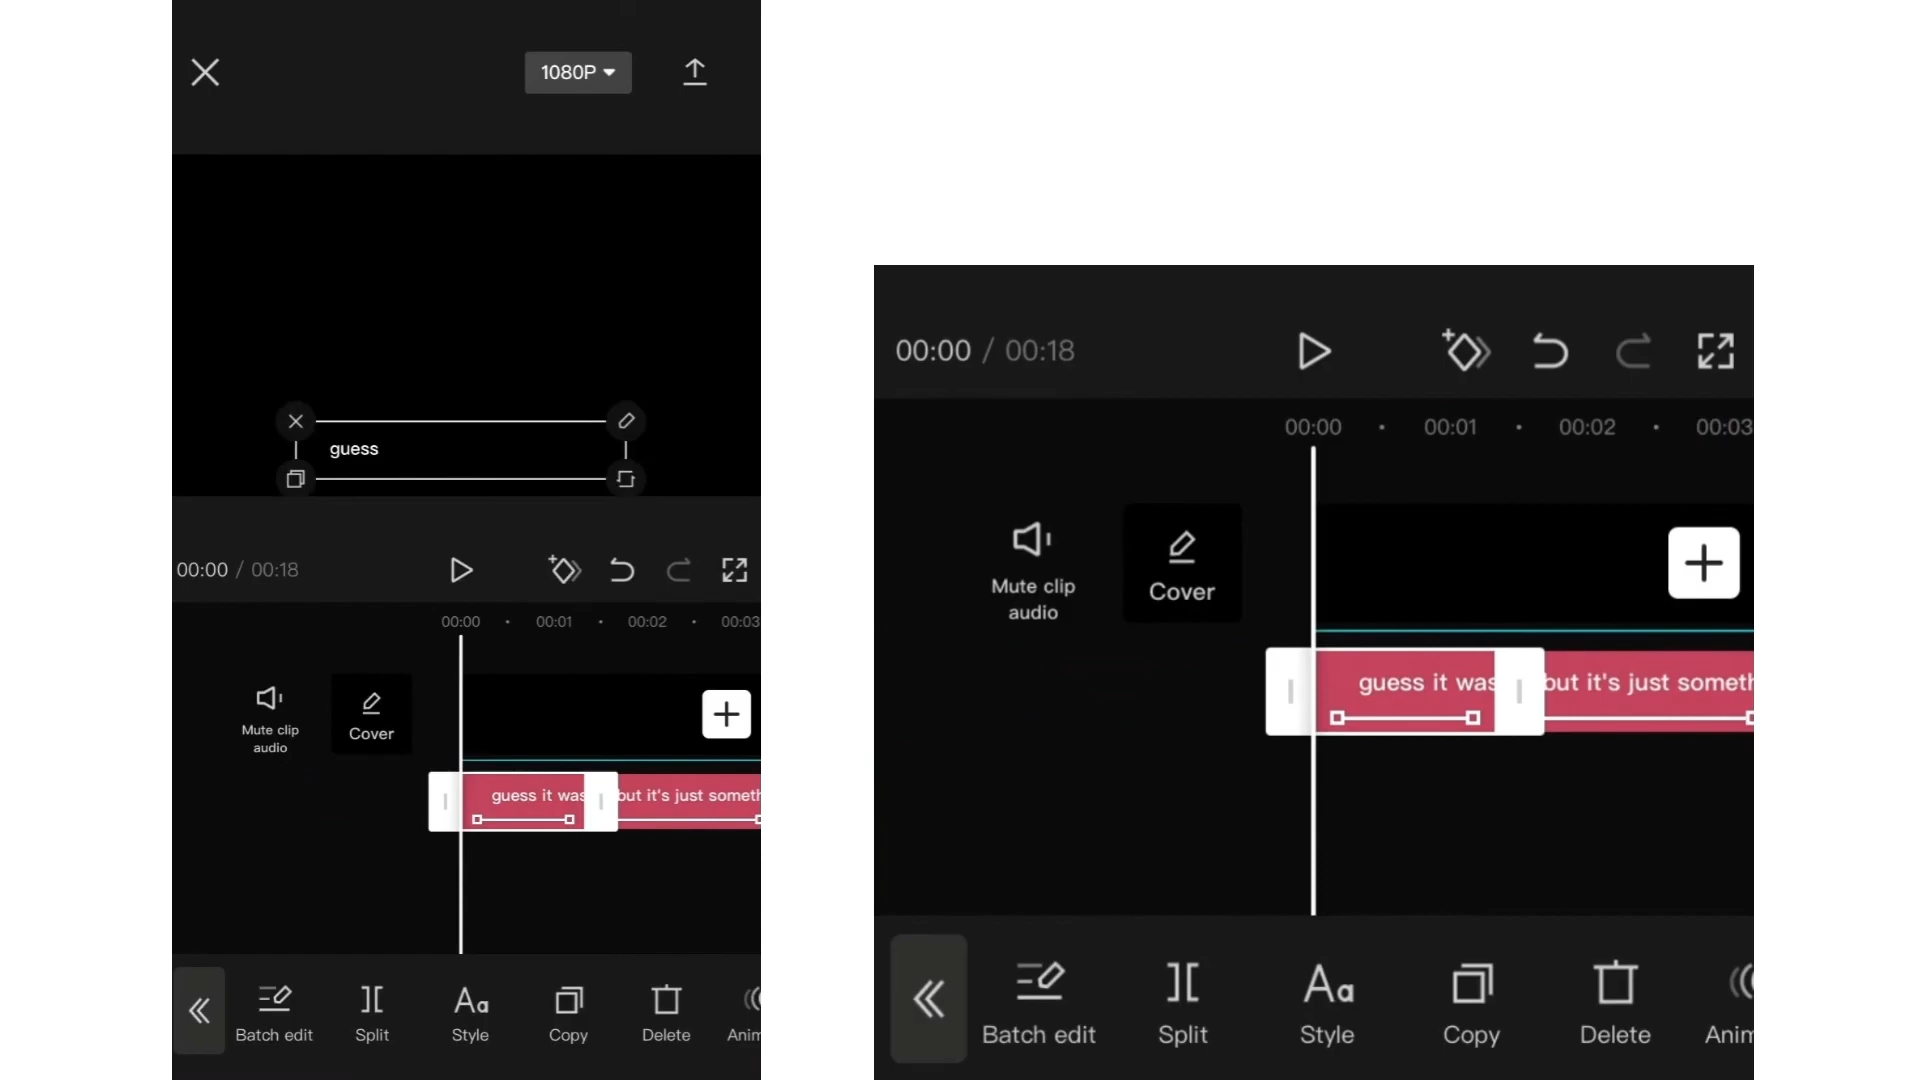 1080P
guess
00:00 / 00:18
00:00 00:01 00:02 00:03
Mute clip
audio
Cover
guess it was but it's just someth
Batch edit Split Style Copy Delete Anim
00:00 / 00:18
00:00 00:01 00:02 00:03
Mute clip
audio
Cover
guess it was but it's just someth
Batch edit Split Style Copy Delete Anim